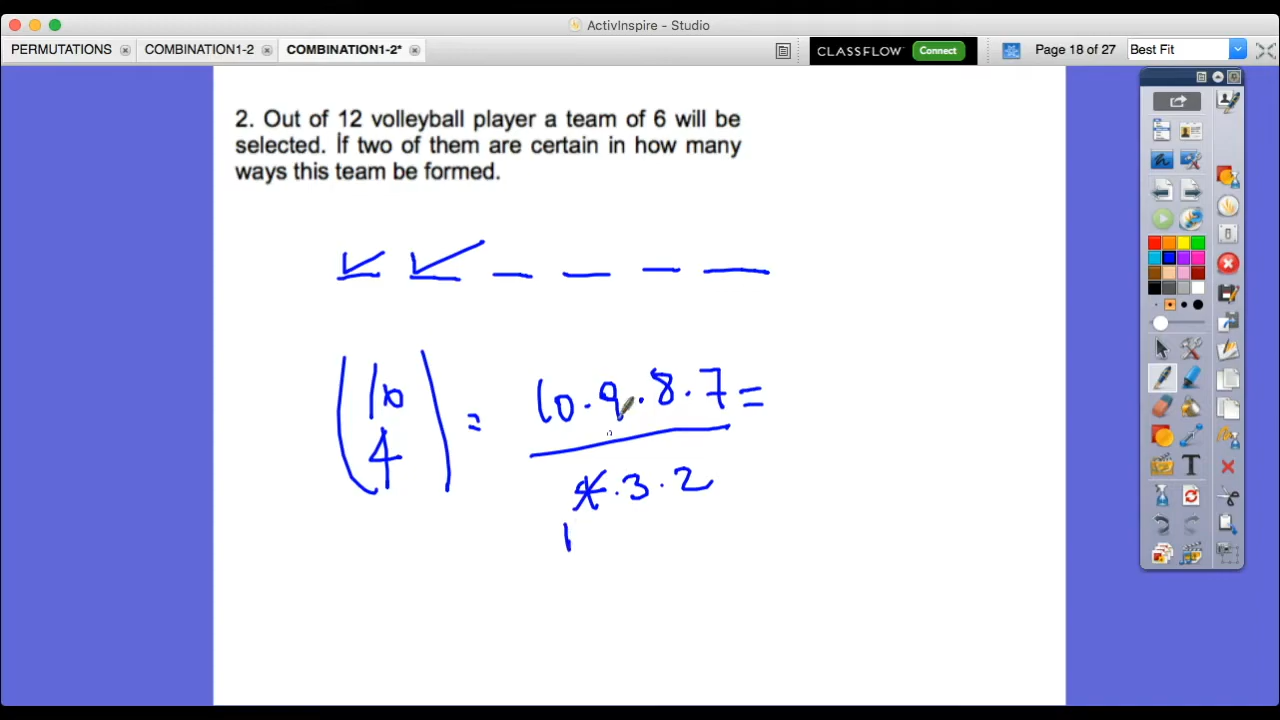 ActivInspire - Studio
PERMUTATIONS COMBINATION1-2 COMBINATION1-2* CLASSFLOW Connect Page 18 of 27 Best Fit
2. Out of 12 volleyball player a team of 6 will be
selected. İf two of them are certain in how many
ways this team be formed.
(10
4) = 10.9.8.7 =
4.3.2
1
T